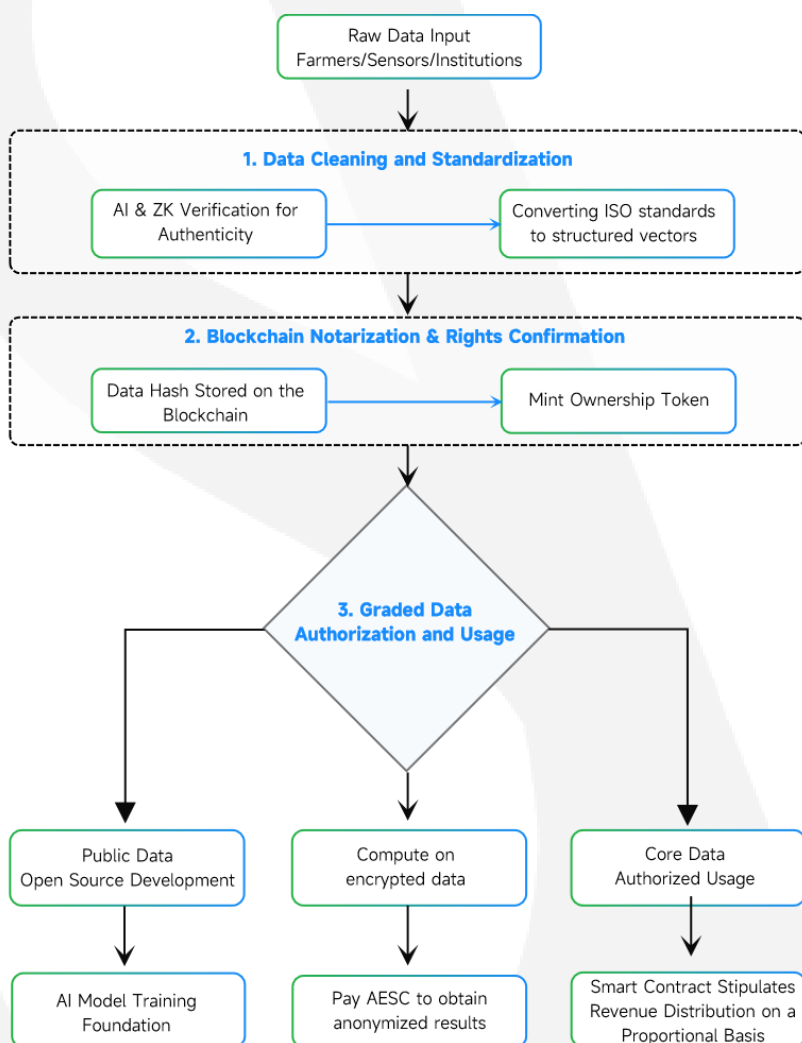 Raw Data Input
Farmers/Sensors/Institutions
1. Data Cleaning and Standardization
AI & ZK Verification for
Authenticity
Converting ISO standards
to structured vectors
2. Blockchain Notarization & Rights Confirmation
Data Hash Stored on the
Blockchain
Mint Ownership Token
3. Graded Data
Authorization and Usage
Public Data
Open Source Development
Compute on
encrypted data
Core Data
Authorized Usage
AI Model Training
Foundation
Pay AESC to obtain
anonymized results
Smart Contract Stipulates
Revenue Distribution on a
Proportional Basis